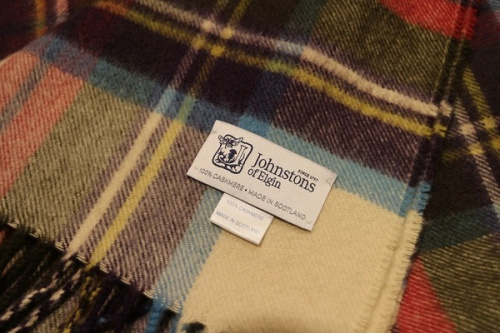 Johnstons
of Elgin
SINCE 1797
100% CASHMERE • MADE IN SCOTLAND
100% CASHMERE
MADE IN SCOTLAND